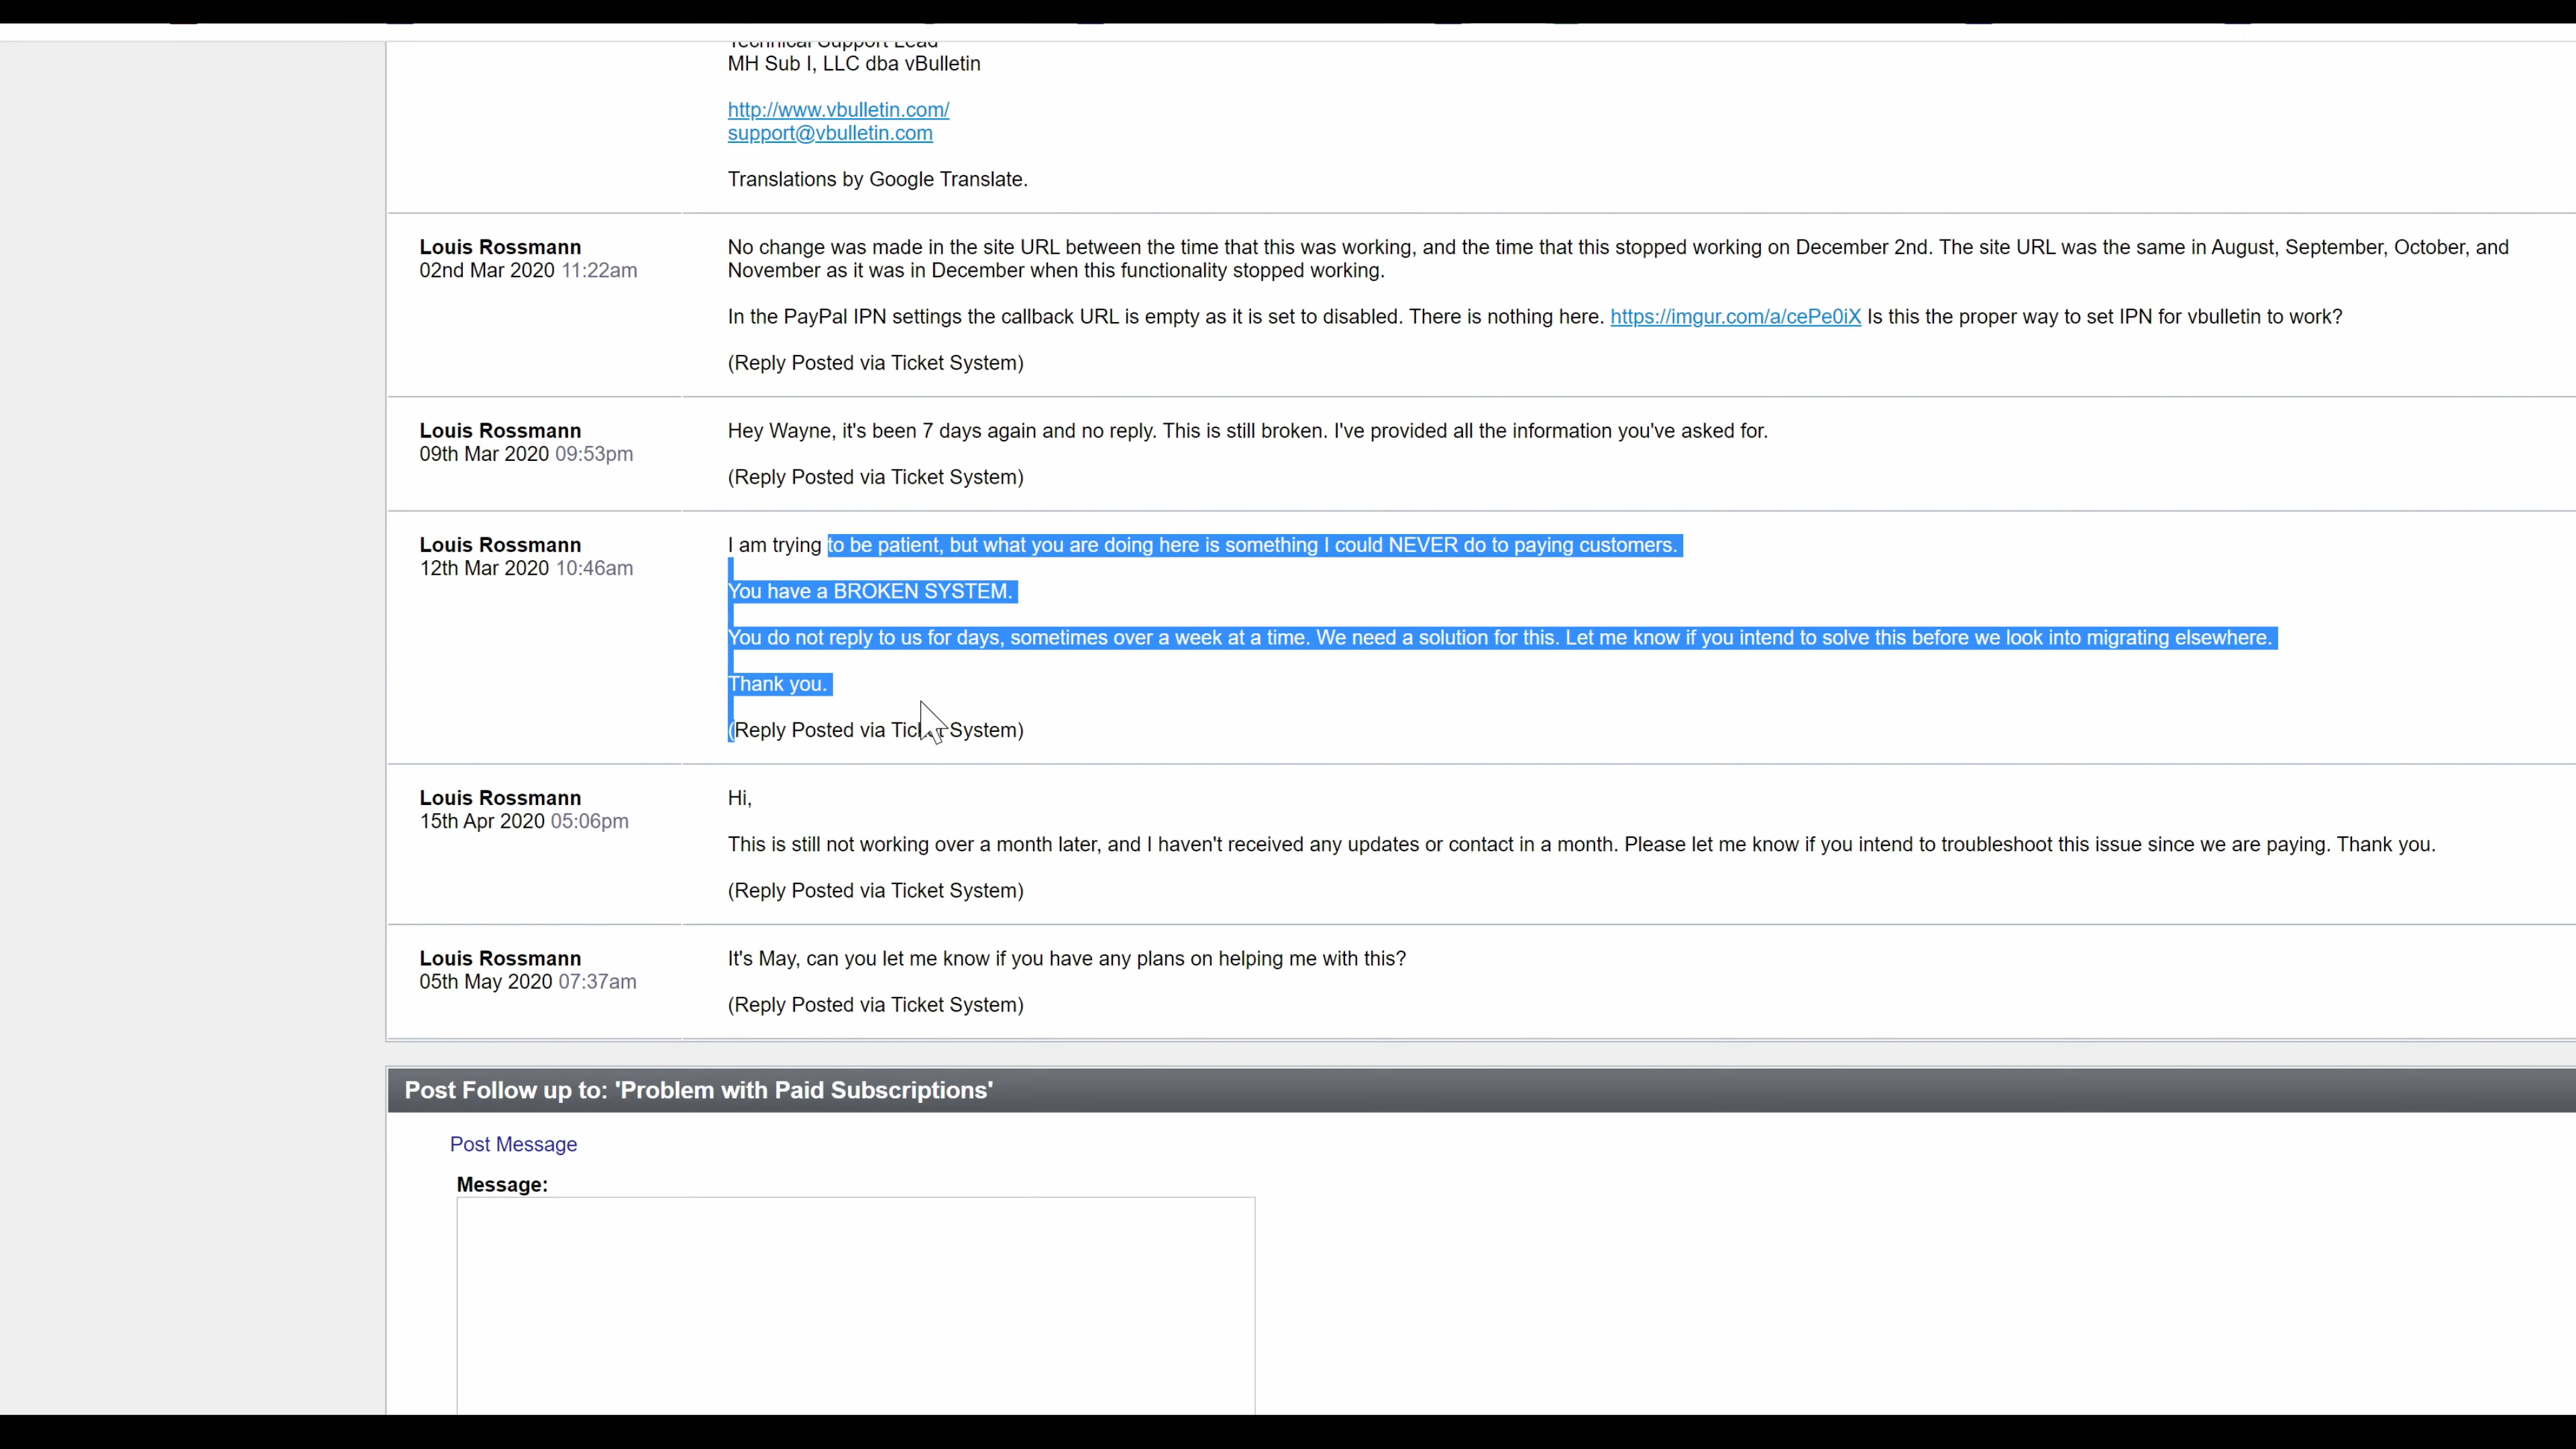 Technical Support Lead
MH Sub I, LLC dba vBulletin
http://www.vbulletin.com/
support@vbulletin.com
Translations by Google Translate.
Louis Rossmann
02nd Mar 2020 11:22am
No change was made in the site URL between the time that this was working, and the time that this stopped working on December 2nd. The site URL was the same in August, September, October, and
November as it was in December when this functionality stopped working.
In the PayPal IPN settings the callback URL is empty as it is set to disabled. There is nothing here. https://imgur.com/a/cePe0iX Is this the proper way to set IPN for vbulletin to work?
(Reply Posted via Ticket System)
Louis Rossmann
09th Mar 2020 09:53pm
Hey Wayne, it's been 7 days again and no reply. This is still broken. I've provided all the information you've asked for.
(Reply Posted via Ticket System)
Louis Rossmann
12th Mar 2020 10:46am
I am trying to be patient, but what you are doing here is something I could NEVER do to paying customers.
You have a BROKEN SYSTEM.
You do not reply to us for days, sometimes over a week at a time. We need a solution for this. Let me know if you intend to solve this before we look into migrating elsewhere.
Thank you.
(Reply Posted via Ticket System)
Louis Rossmann
15th Apr 2020 05:06pm
Hi,
This is still not working over a month later, and I haven't received any updates or contact in a month. Please let me know if you intend to troubleshoot this issue since we are paying. Thank you.
(Reply Posted via Ticket System)
Louis Rossmann
05th May 2020 07:37am
It's May, can you let me know if you have any plans on helping me with this?
(Reply Posted via Ticket System)
Post Follow up to: 'Problem with Paid Subscriptions'
Post Message
Message: